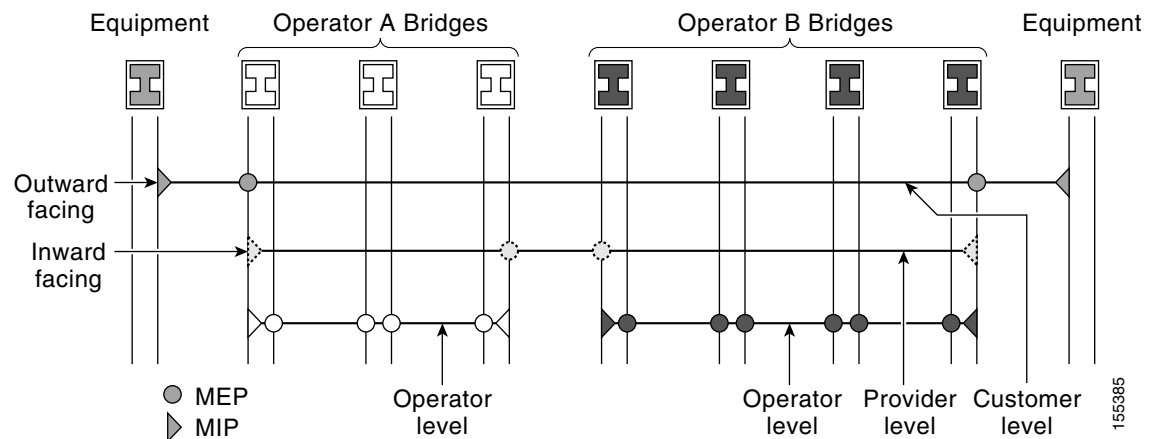 Equipment
Operator A Bridges
Operator B Bridges
Equipment
Outward
facing
Inward
facing
MEP
MIP
Operator
level
Operator
level
Provider
level
Customer
level
155385